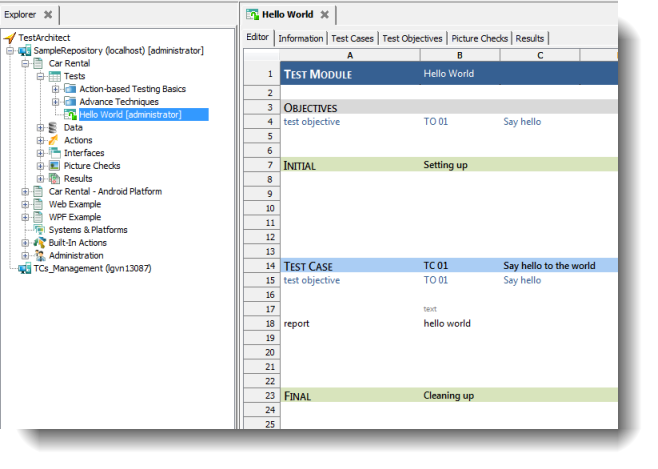 Explorer
TestArchitect
SampleRepository (localhost) [administrator]
Car Rental
Tests
Action-based Testing Basics
Advance Techniques
Hello World [administrator]
Data
Actions
Interfaces
Picture Checks
Results
Car Rental - Android Platform
Web Example
WPF Example
Systems & Platforms
Built-In Actions
Administration
TCs_Management (lgvn13087)
Hello World
Editor Information Test Cases Test Objectives Picture Checks Results
A B C
1 TEST MODULE Hello World
2
3 OBJECTIVES
4 test objective TO 01 Say hello
5
6
7 INITIAL Setting up
8
9
10
11
12
13
14 TEST CASE TC 01 Say hello to the world
15 test objective TO 01 Say hello
16
17 text
18 report hello world
19
20
21
22
23 FINAL Cleaning up
24
25